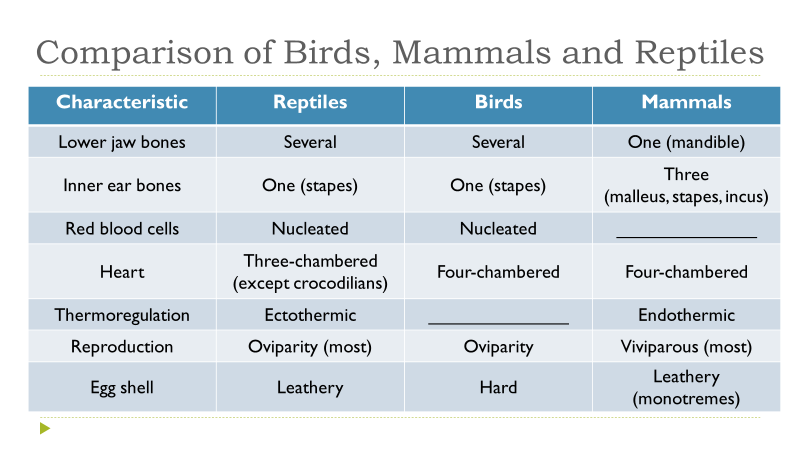 Comparison of Birds, Mammals and Reptiles
Characteristic Reptiles Birds Mammals
Lower jaw bones Several Several One (mandible)
Inner ear bones One (stapes) One (stapes) Three
(malleus, stapes, incus)
Red blood cells Nucleated Nucleated _______________
Heart Three-chambered
(except crocodilians) Four-chambered Four-chambered
Thermoregulation Ectothermic _______________ Endothermic
Reproduction Oviparity (most) Oviparity Viviparous (most)
Egg shell Leathery Hard Leathery
(monotremes)